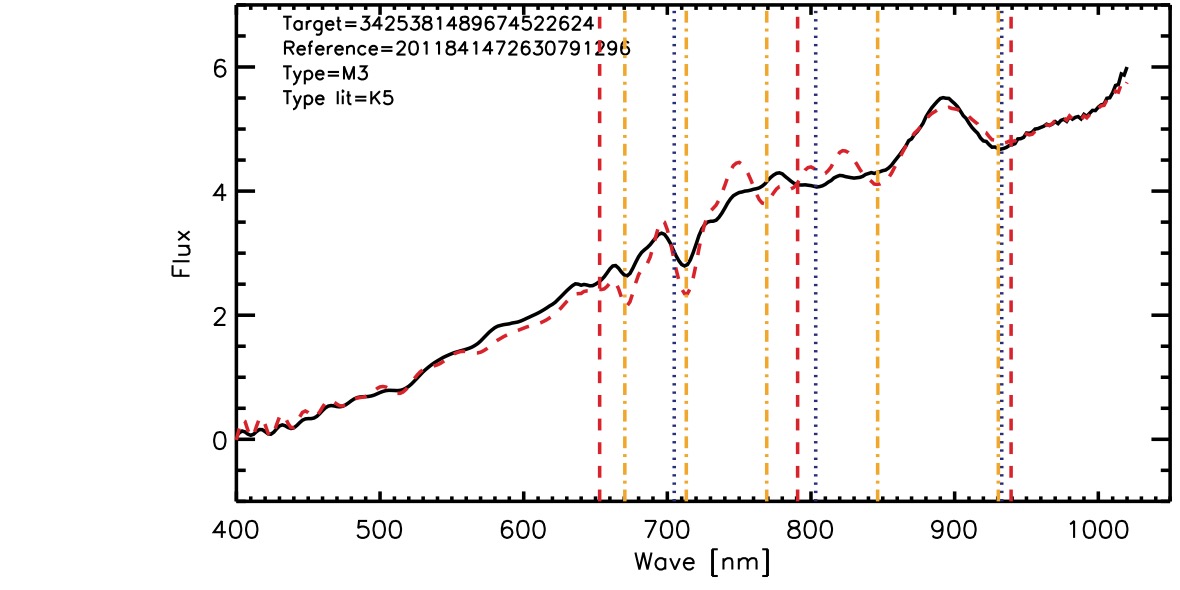 Target=3425381489674522624
Reference=2011841472630791296
Type=M3
Type lit=K5
6
4
2
0
Flux
400 500 600 700 800 900 1000
Wave [nm]